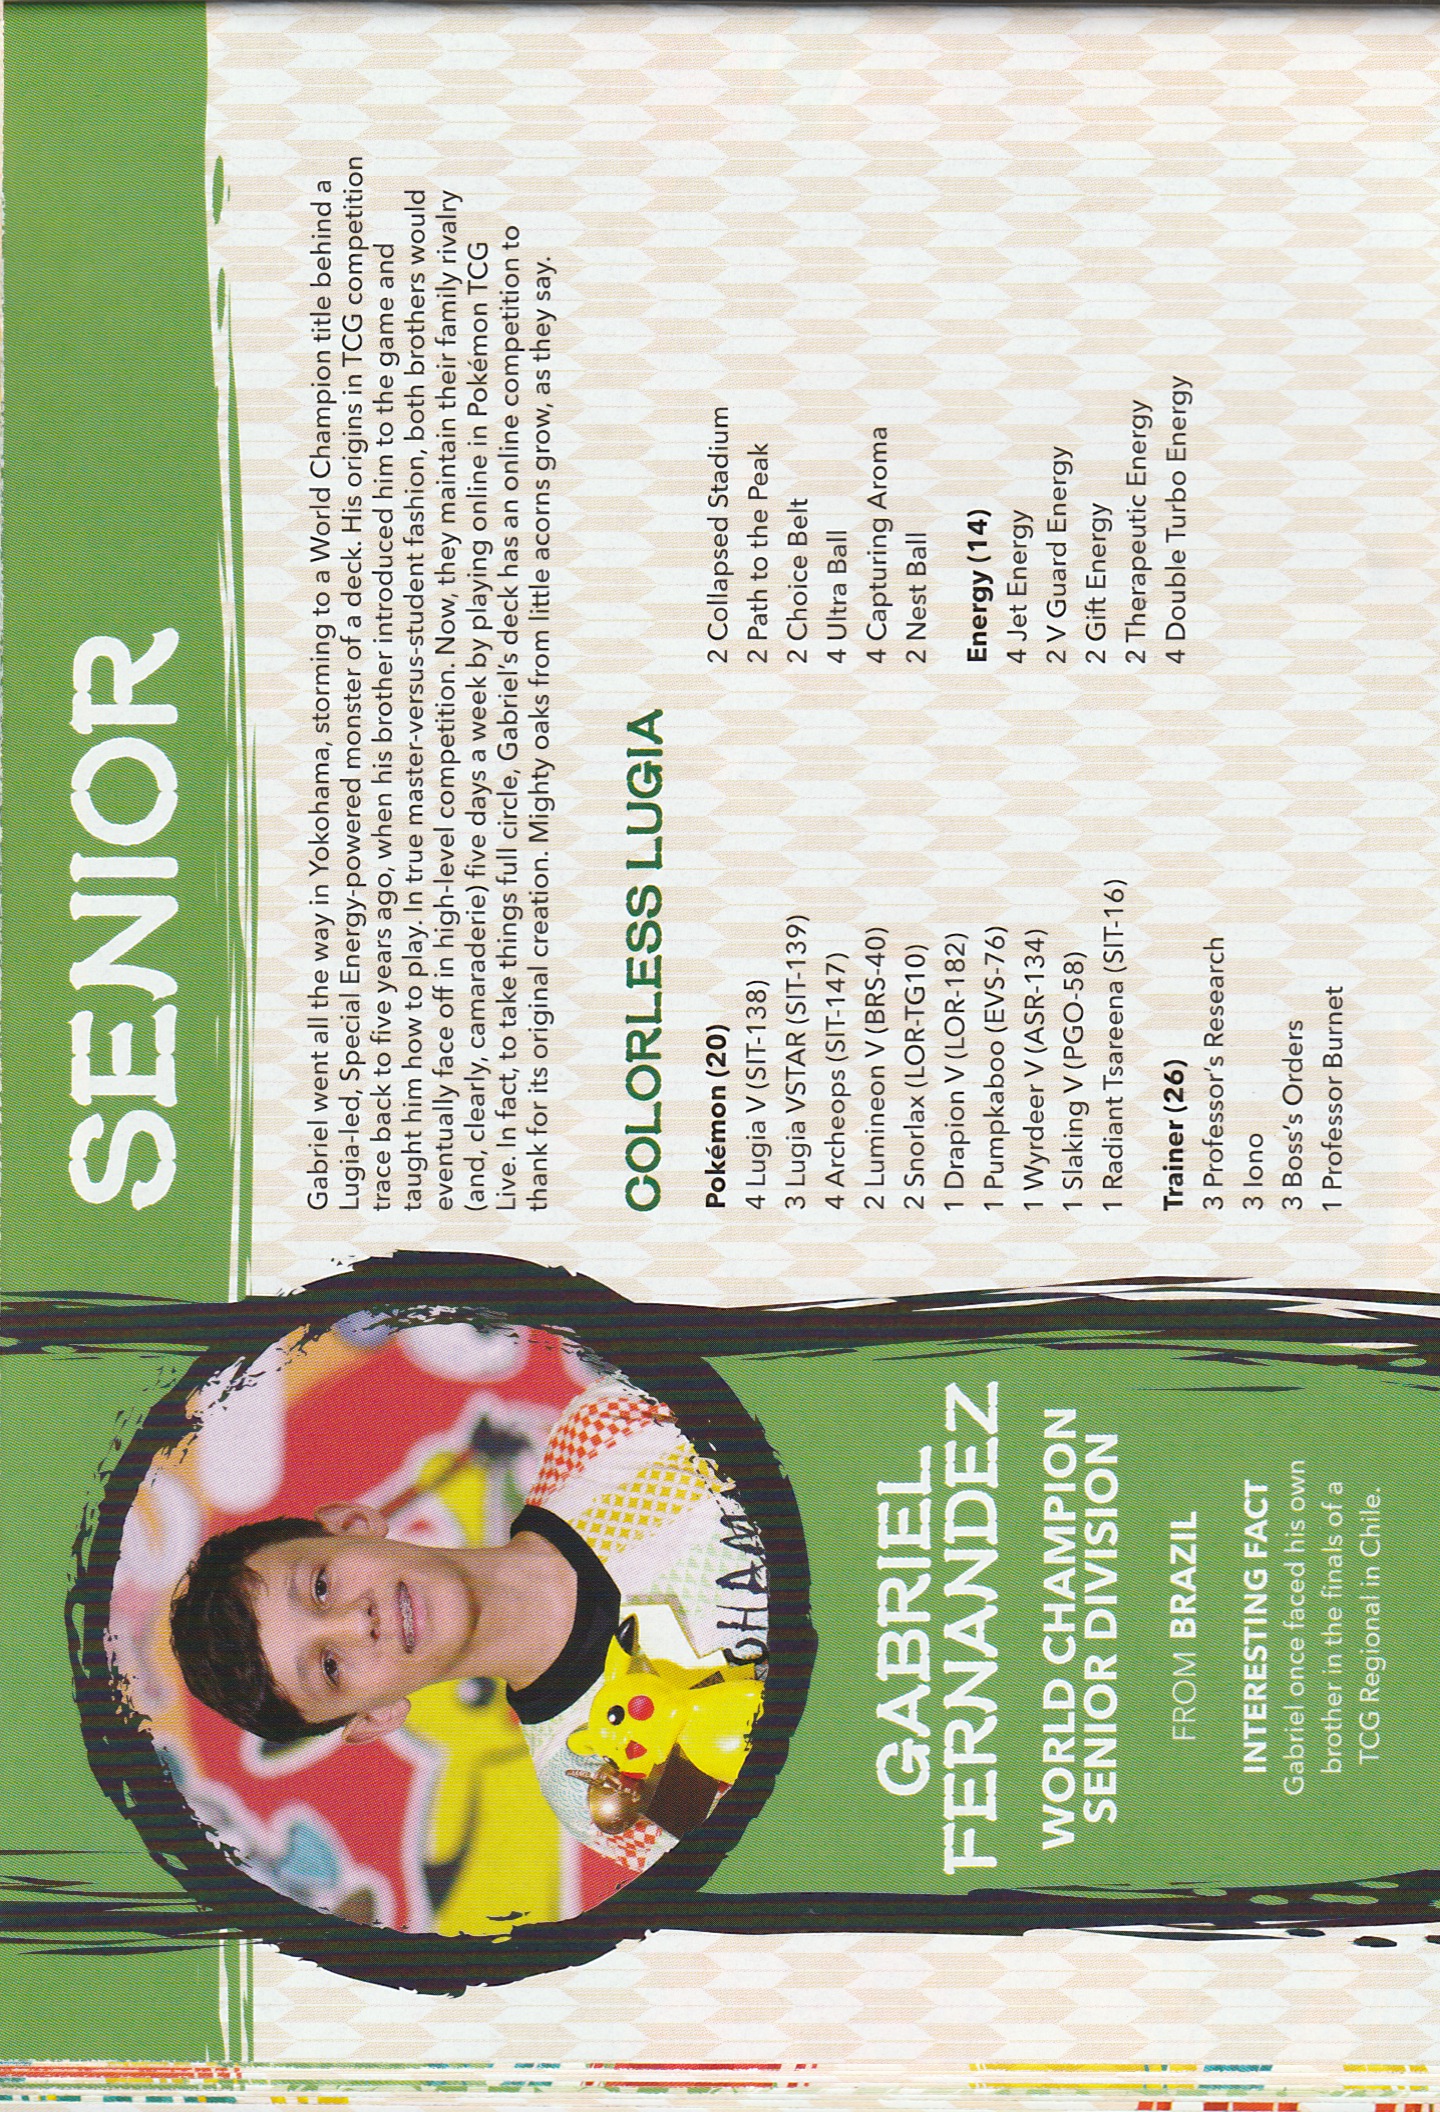 SENIOR
Gabriel went all the way in Yokohama, storming to a World Champion title behind a
Lugia-led, Special Energy-powered monster of a deck. His origins in TCG competition
trace back to five years ago, when his brother introduced him to the game and
taught him how to play. In true master-versus-student fashion, both brothers would
eventually face off in high-level competition. Now, they maintain their family rivalry
(and, clearly, camaraderie) five days a week by playing online in Pokémon TCG
Live. In fact, to take things full circle, Gabriel's deck has an online competition to
thank for its original creation. Mighty oaks from little acorns grow, as they say.
COLORLESS LUGIA
Pokémon (20)
4 Lugia V (SIT-138)
3 Lugia VSTAR (SIT-139)
4 Archeops (SIT-147)
2 Lumineon V (BRS-40)
2 Snorlax (LOR-TG10)
1 Drapion V (LOR-182)
1 Pumpkaboo (EVS-76)
1 Wyrdeer V (ASR-134)
1 Slaking V (PGO-58)
1 Radiant Tsareena (SIT-16)
Trainer (26)
3 Professor's Research
3 Iono
3 Boss's Orders
1 Professor Burnet
2 Collapsed Stadium
2 Path to the Peak
2 Choice Belt
4 Ultra Ball
4 Capturing Aroma
2 Nest Ball
Energy (14)
4 Jet Energy
2 V Guard Energy
2 Gift Energy
2 Therapeutic Energy
4 Double Turbo Energy
OHAM
GABRIEL
FERNANDEZ
WORLD CHAMPION
SENIOR DIVISION
FROM BRAZIL
INTERESTING FACT
Gabriel once faced his own
brother in the finals of a
TCG Regional in Chile.